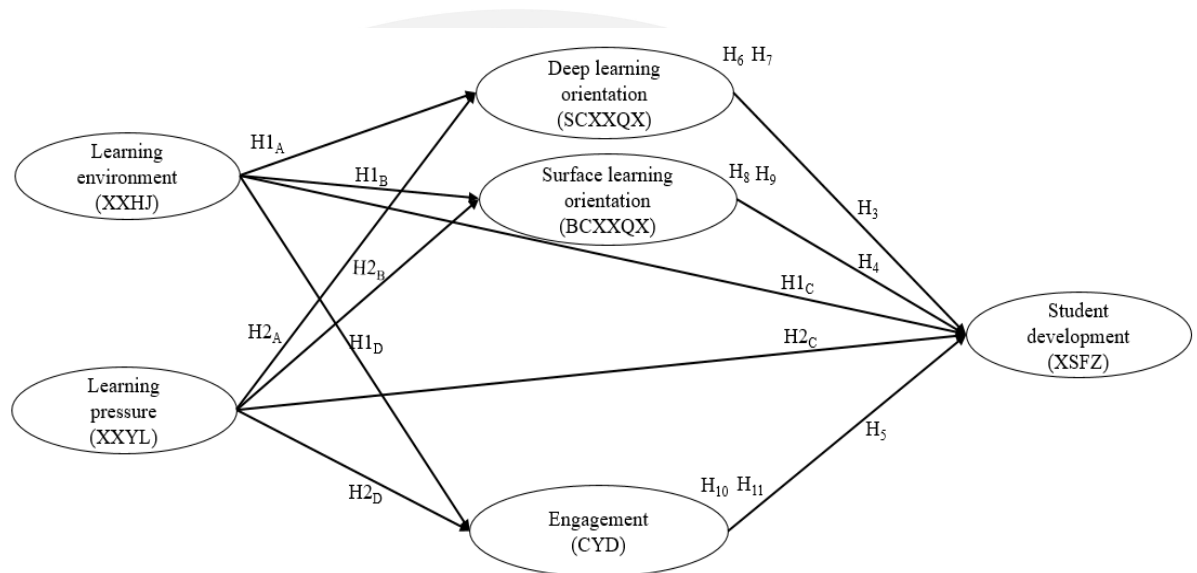 Deep learning
orientation
(SCXXQX)
H6 H7
Learning
environment
(XXHJ)
H1A
H1B
Surface learning
orientation
(BCXXQX)
H8 H9
H3
H4
H2B
H1C
H2A
H1D
H2C
Student
development
(XSFZ)
Learning
pressure
(XXYL)
H5
H2D
H10 H11
Engagement
(CYD)